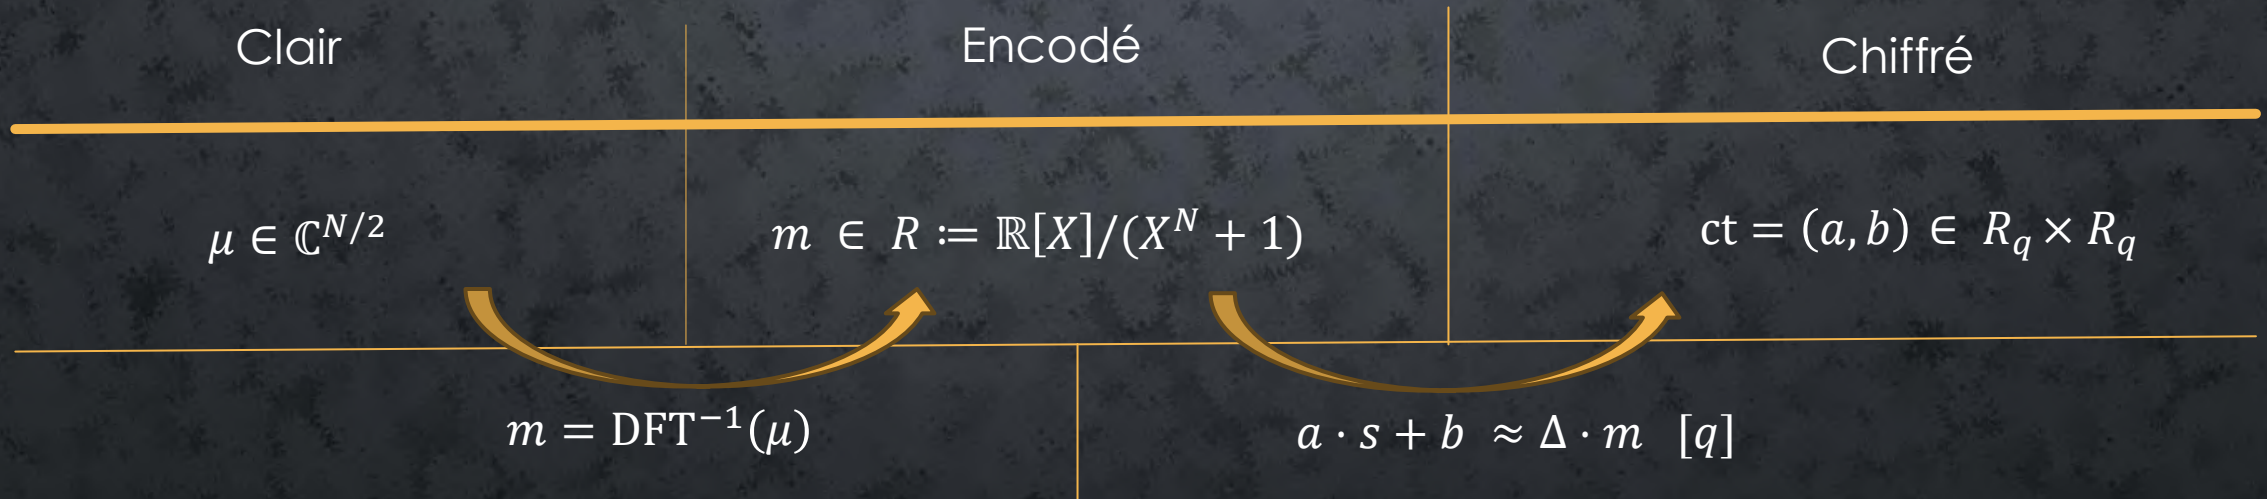 Clair
Encodé
Chiffré
μ ∈ ℂ^{N/2}
m ∈ R ≔ ℝ[X]/(X^N + 1)
ct = (a, b) ∈ R_q × R_q
m = DFT^{−1}(μ)
a · s + b ≈ Δ · m [q]